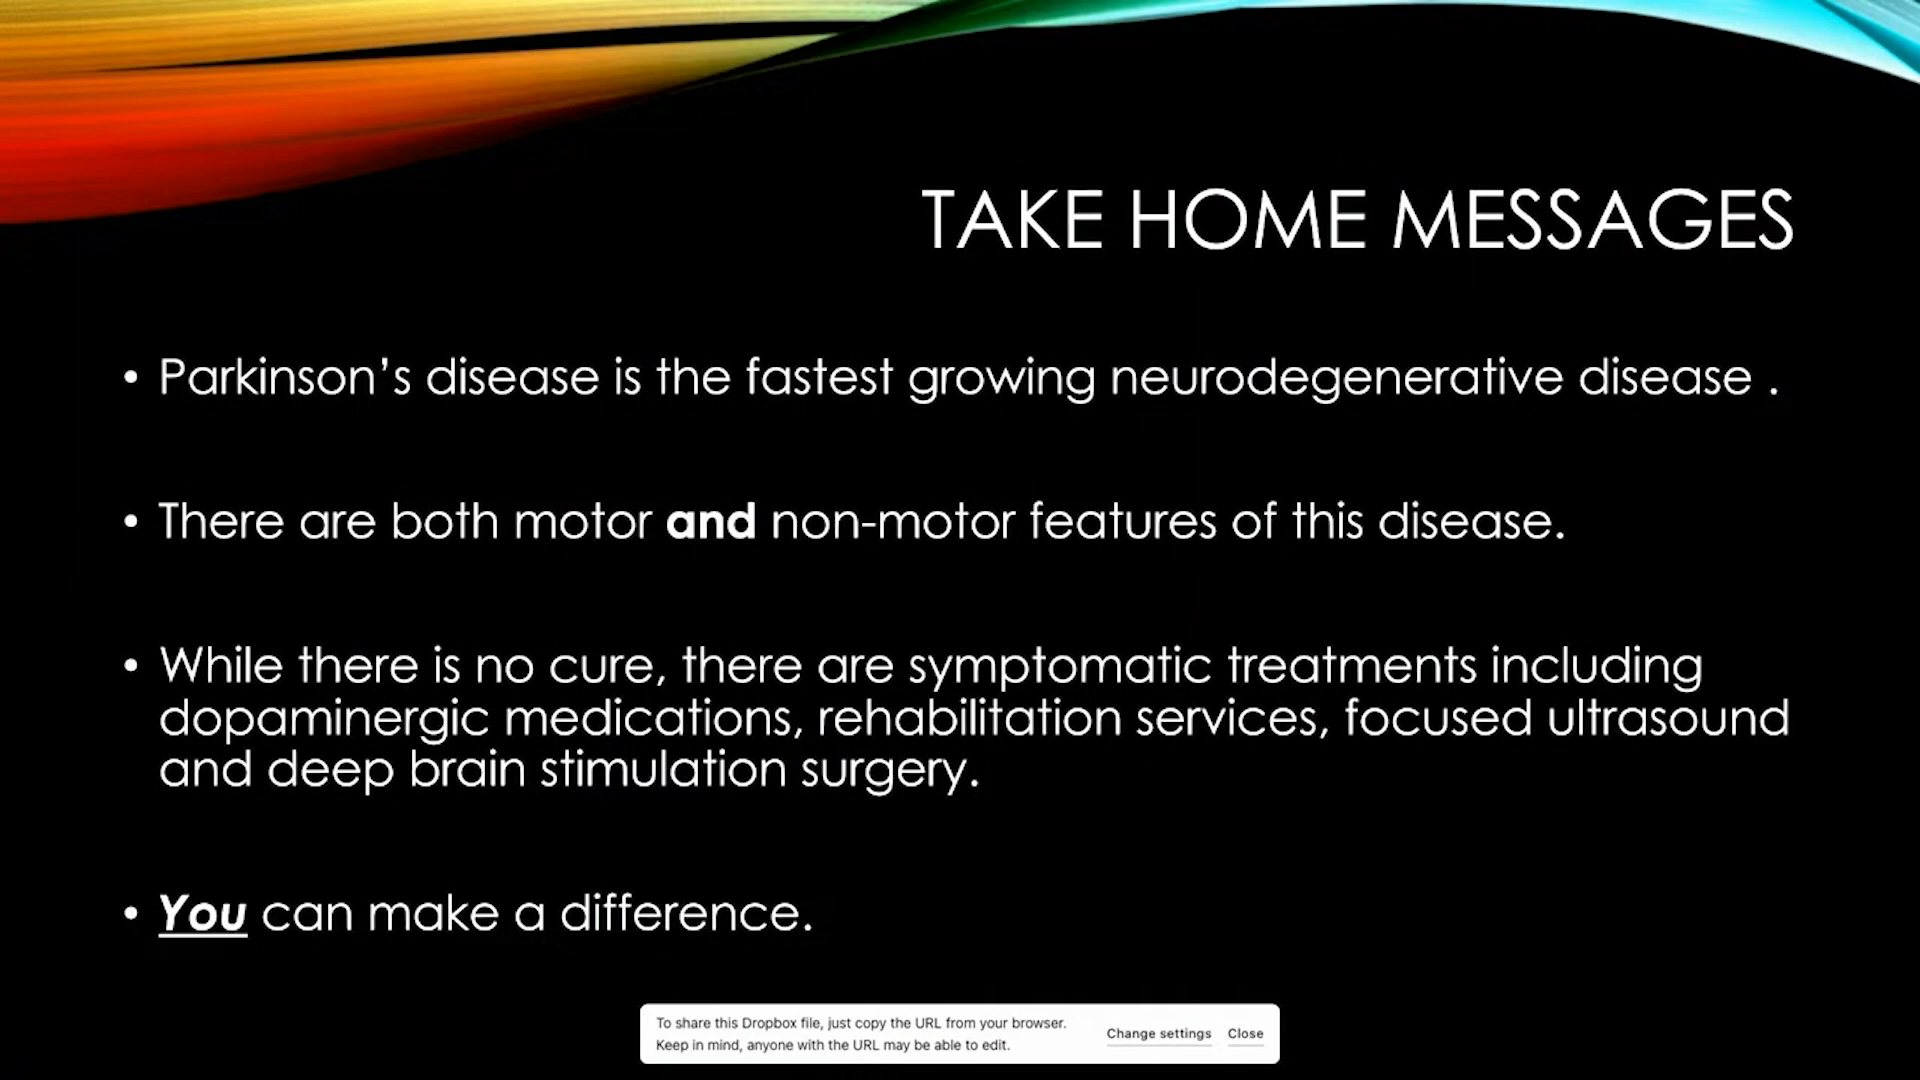 TAKE HOME MESSAGES
• Parkinson’s disease is the fastest growing neurodegenerative disease .
• There are both motor and non-motor features of this disease.
• While there is no cure, there are symptomatic treatments including
dopaminergic medications, rehabilitation services, focused ultrasound
and deep brain stimulation surgery.
• You can make a difference.
To share this Dropbox file, just copy the URL from your browser.
Keep in mind, anyone with the URL may be able to edit.
Change settings Close